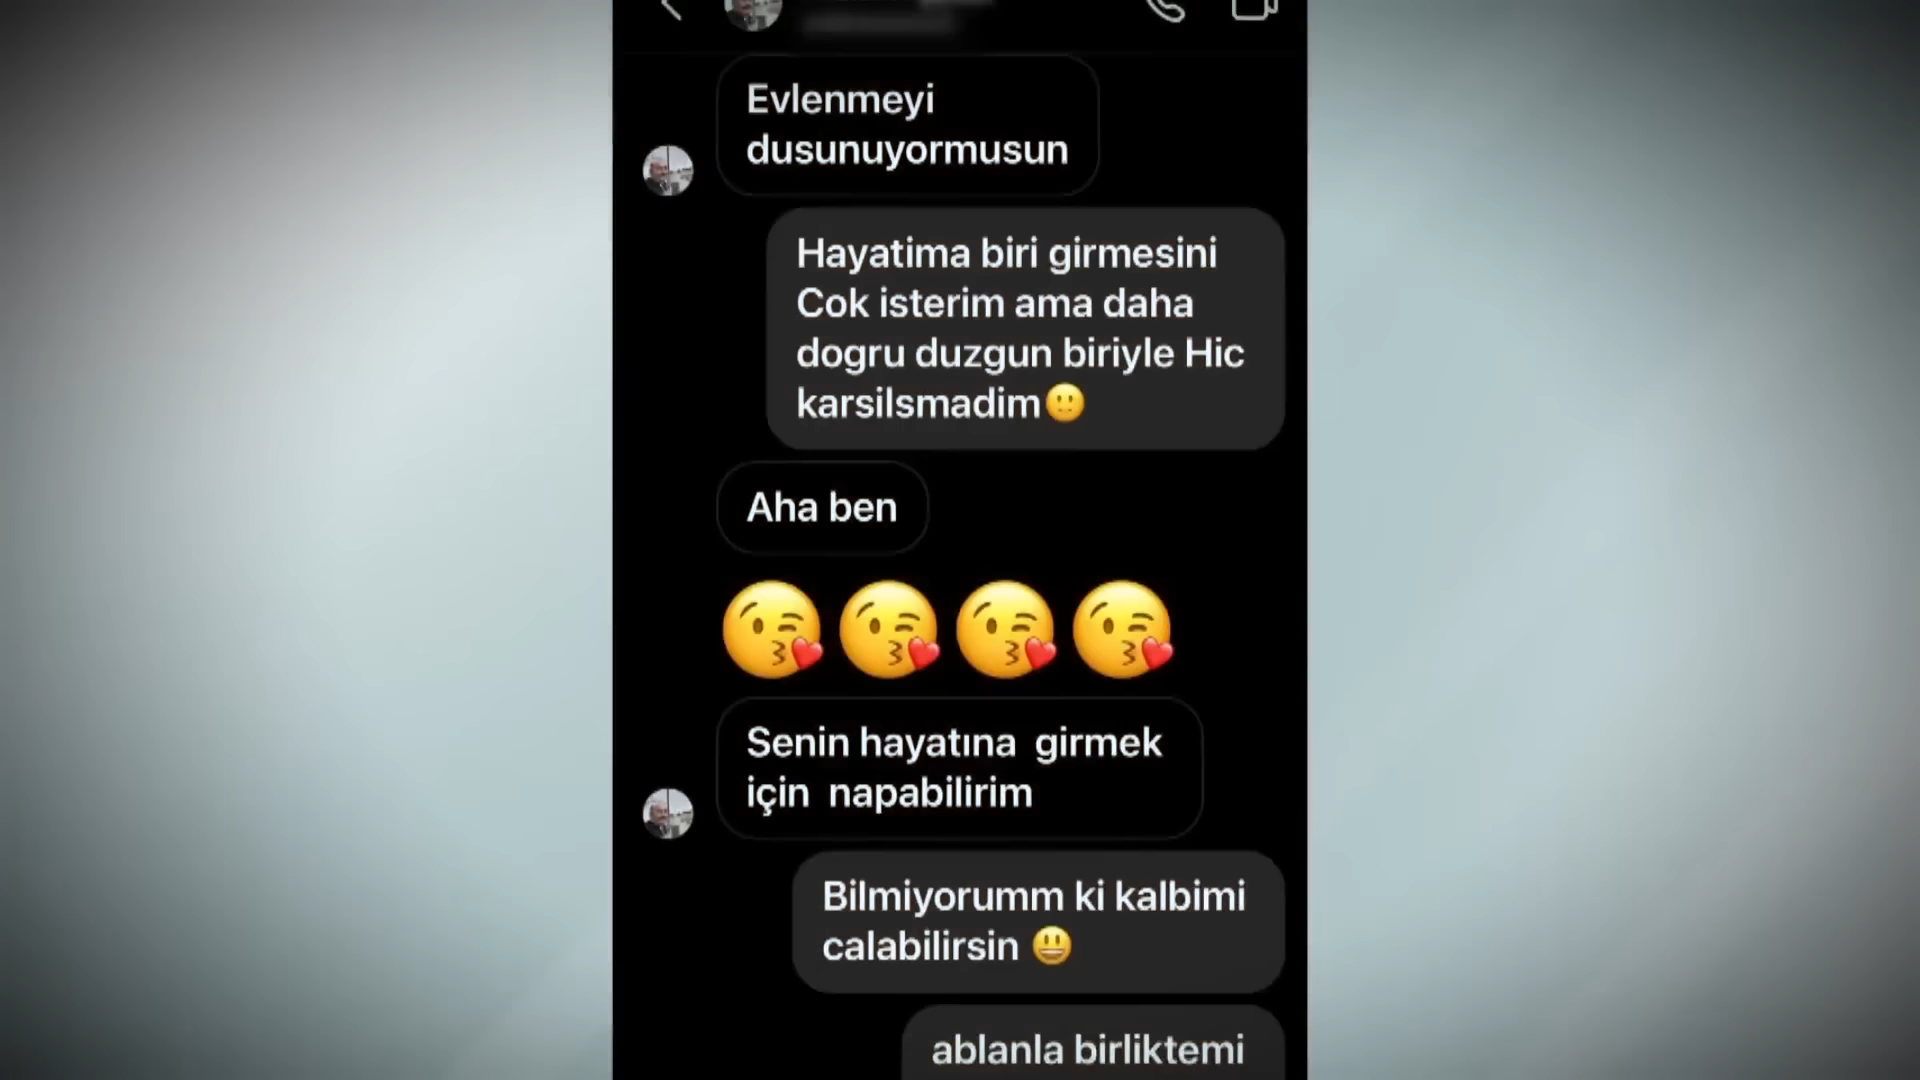 Evlenmeyi
dusunuyormusun
Hayatima biri girmesini
Cok isterim ama daha
dogru duzgun biriyle Hic
karsilsmadim🙂
Aha ben
😘😘😘😘
Senin hayatına  girmek
için  napabilirim
Bilmiyorumm ki kalbimi
calabilirsin 😃
ablanla birliktemi